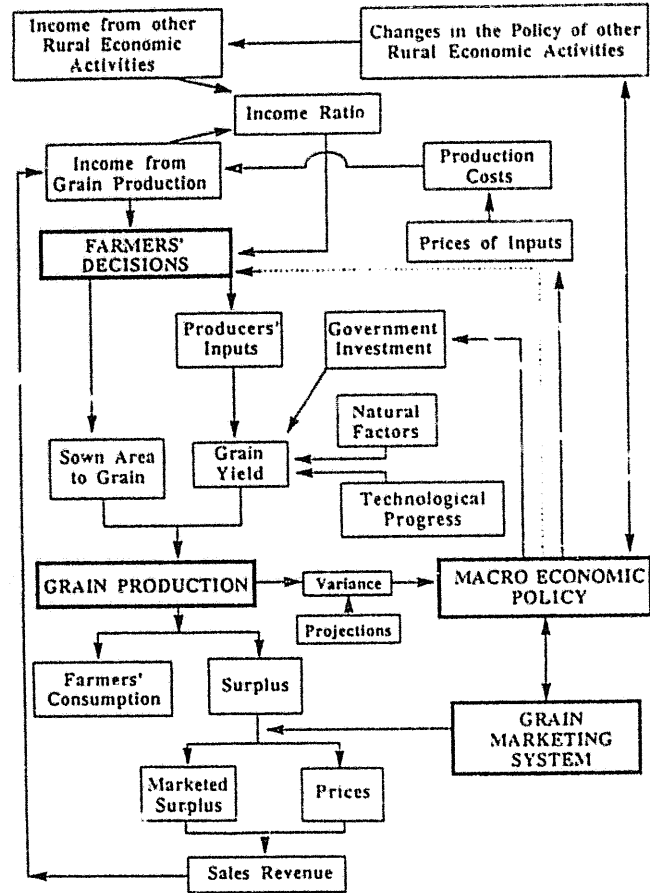 Income from other
Rural Economic
Activities
Changes in the Policy of other
Rural Economic Activities
Income Ratio
Income from
Grain Production
Production
Costs
FARMERS'
DECISIONS
Prices of Inputs
Producers'
Inputs
Government
Investment
Natural
Factors
Sown Area
to Grain
Grain
Yield
Technological
Progress
GRAIN PRODUCTION
Variance
MACRO ECONOMIC
POLICY
Projections
Farmers'
Consumption
Surplus
GRAIN
MARKETING
SYSTEM
Marketed
Surplus
Prices
Sales Revenue